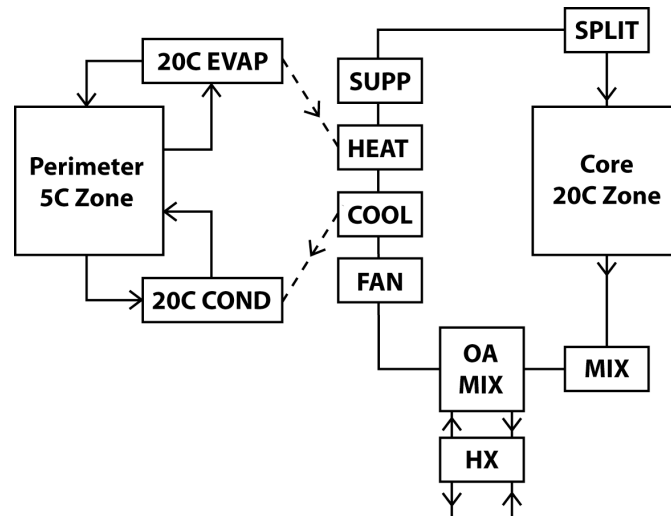 SPLIT
20C EVAP
SUPP
HEAT
Perimeter
5C Zone
Core
20C Zone
COOL
FAN
20C COND
OA
MIX
MIX
HX